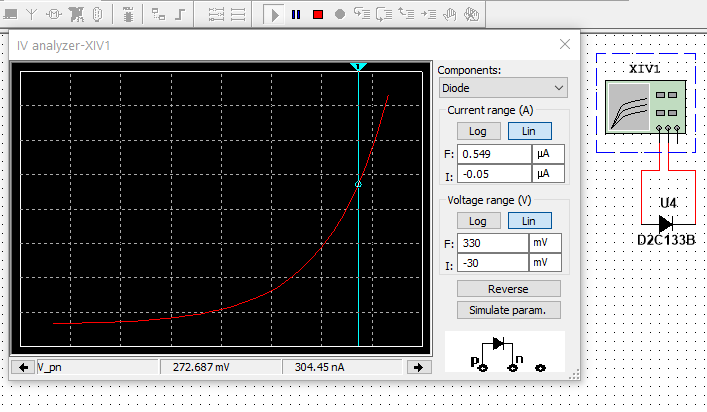 IV analyzer-XIV1
1
Components:
Diode
Current range (A)
Log Lin
F: 0.549 µA
I: -0.05 µA
Voltage range (V)
Log Lin
F: 330 mV
I: -30 mV
Reverse
Simulate param.
p n
V_pn 272.687 mV 304.45 nA
XIV1
U4
D2C133B